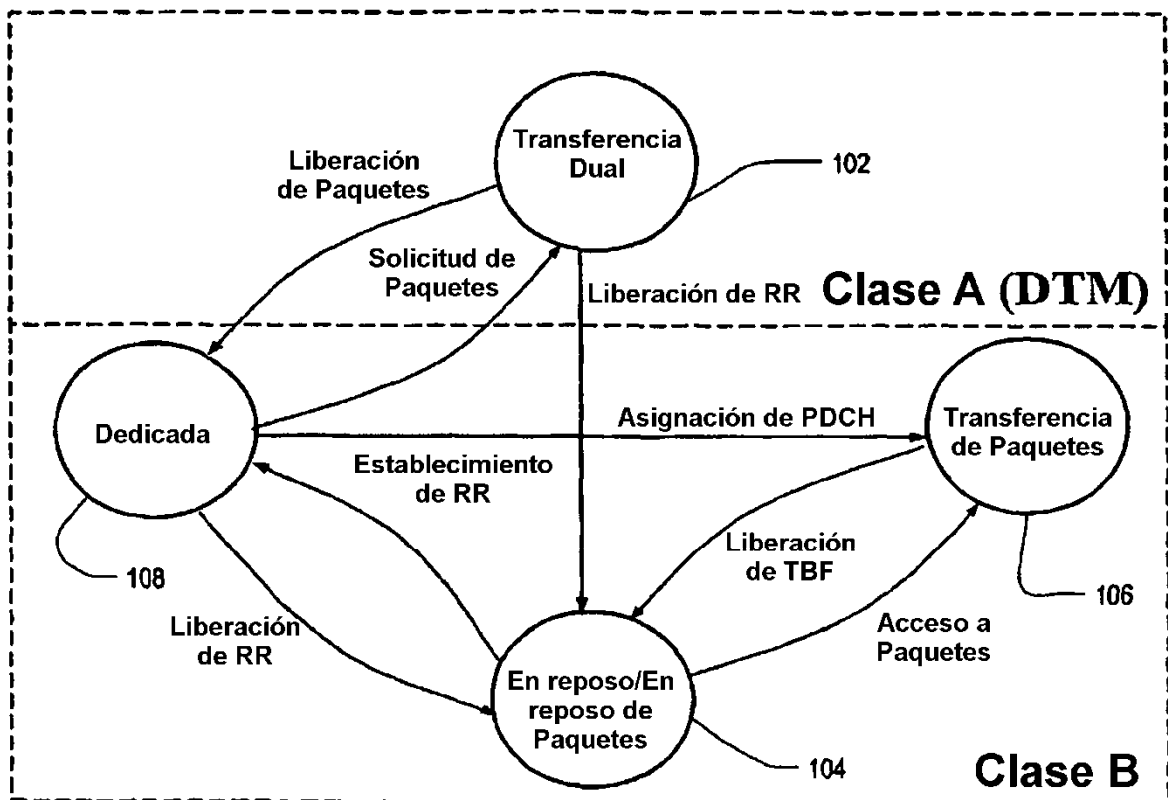 Transferencia
Dual
102
Liberación
de Paquetes
Solicitud de
Paquetes
Liberación de RR
Clase A (DTM)
Dedicada
108
Asignación de PDCH
Transferencia
de Paquetes
106
Establecimiento
de RR
Liberación
de TBF
Liberación
de RR
Acceso a
Paquetes
En reposo/En
reposo de
Paquetes
104
Clase B